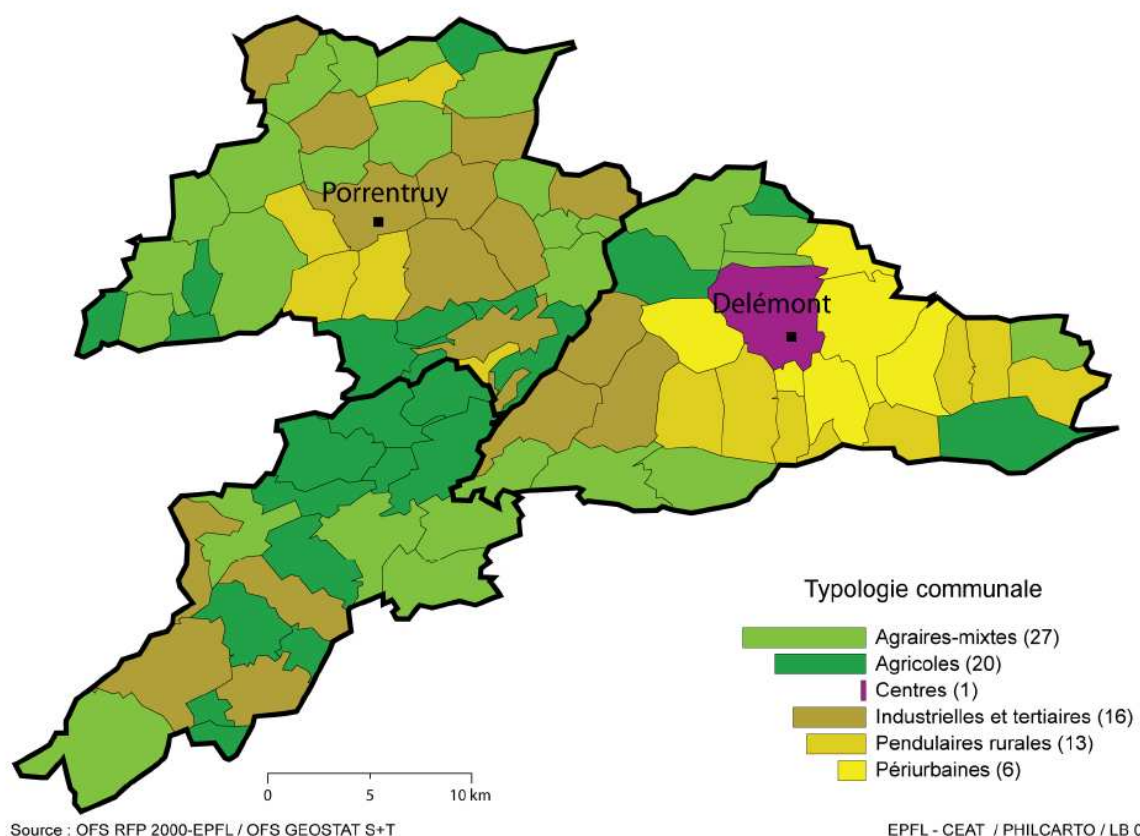 Porrentruy
Delémont
Typologie communale
Agraires-mixtes (27)
Agricoles (20)
Centres (1)
Industrielles et tertiaires (16)
Pendulaires rurales (13)
Périurbaines (6)
0 5 10 km
Source : OFS RFP 2000-EPFL / OFS GEOSTAT S+T
EPFL - CEAT / PHILCARTO / LB